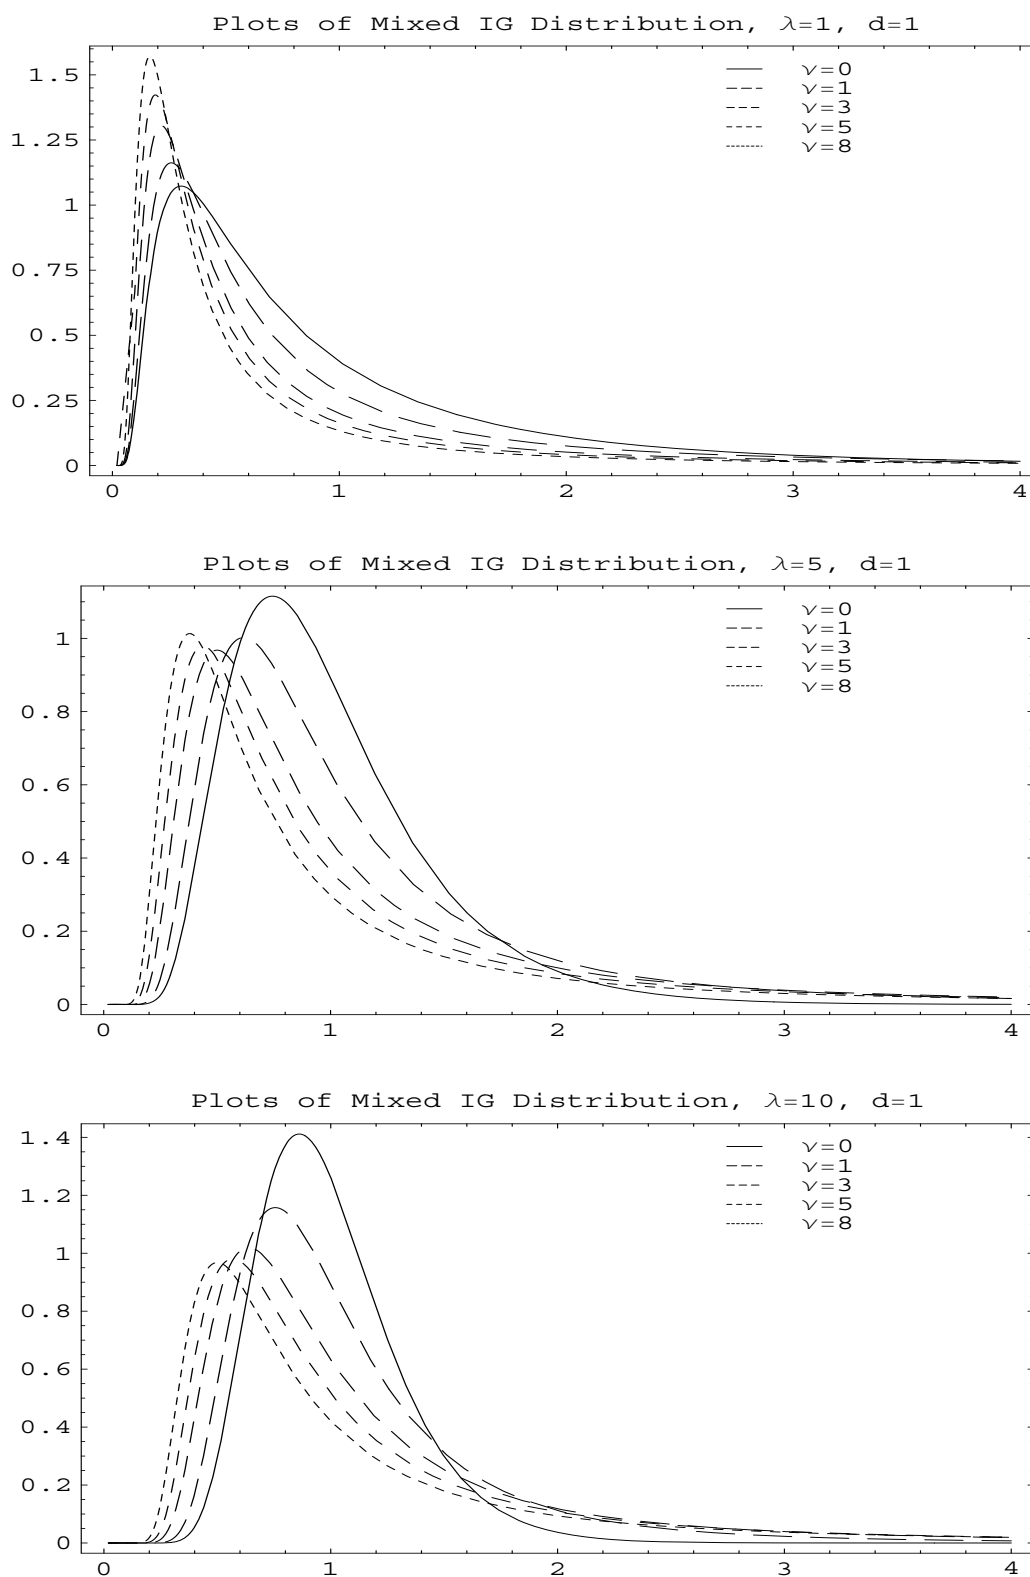 Plots of Mixed IG Distribution, λ=1, d=1
ν=0
ν=1
ν=3
ν=5
ν=8
1.5
1.25
1
0.75
0.5
0.25
0
0 1 2 3 4
Plots of Mixed IG Distribution, λ=5, d=1
ν=0
ν=1
ν=3
ν=5
ν=8
1
0.8
0.6
0.4
0.2
0
0 1 2 3 4
Plots of Mixed IG Distribution, λ=10, d=1
ν=0
ν=1
ν=3
ν=5
ν=8
1.4
1.2
1
0.8
0.6
0.4
0.2
0
0 1 2 3 4